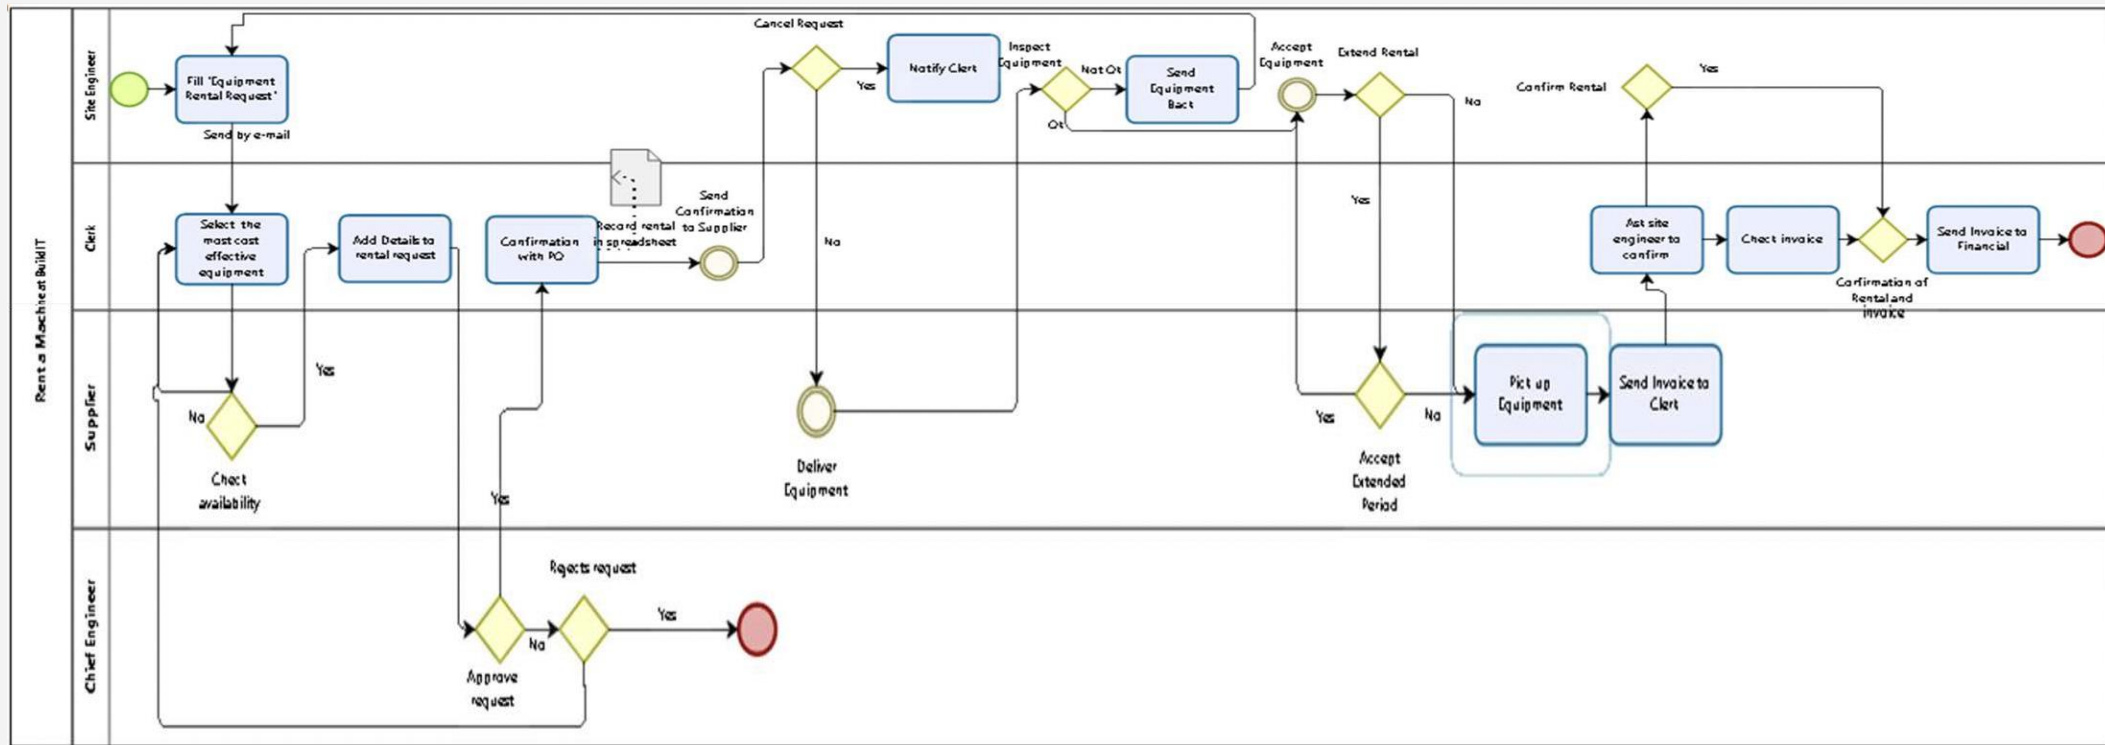 Rent a Machine at BuildIT
Site Engineer
Fill "Equipment
Rental Request"
Send by e-mail
Cancel Request
Yes
No
Notify Clerk
Inspect
Equipment
Not Ok
Ok
Send
Equipment
Back
Accept
Equipment
Extend Rental
No
Yes
Confirm Rental
Yes
Clerk
Select the
most cost
effective
equipment
Add Details to
rental request
Confirmation
with PO
Record rental
in spreadsheet
Send
Confirmation
to Supplier
Ask site
engineer to
confirm
Check invoice
Confirmation of
Rental and
invoice
Send Invoice to
Financial
Supplier
No
Yes
Check
availability
Yes
Deliver
Equipment
Yes
No
Accept
Extended
Period
Pick up
Equipment
Send Invoice to
Clerk
Chief Engineer
Approve
request
No
Rejects request
Yes